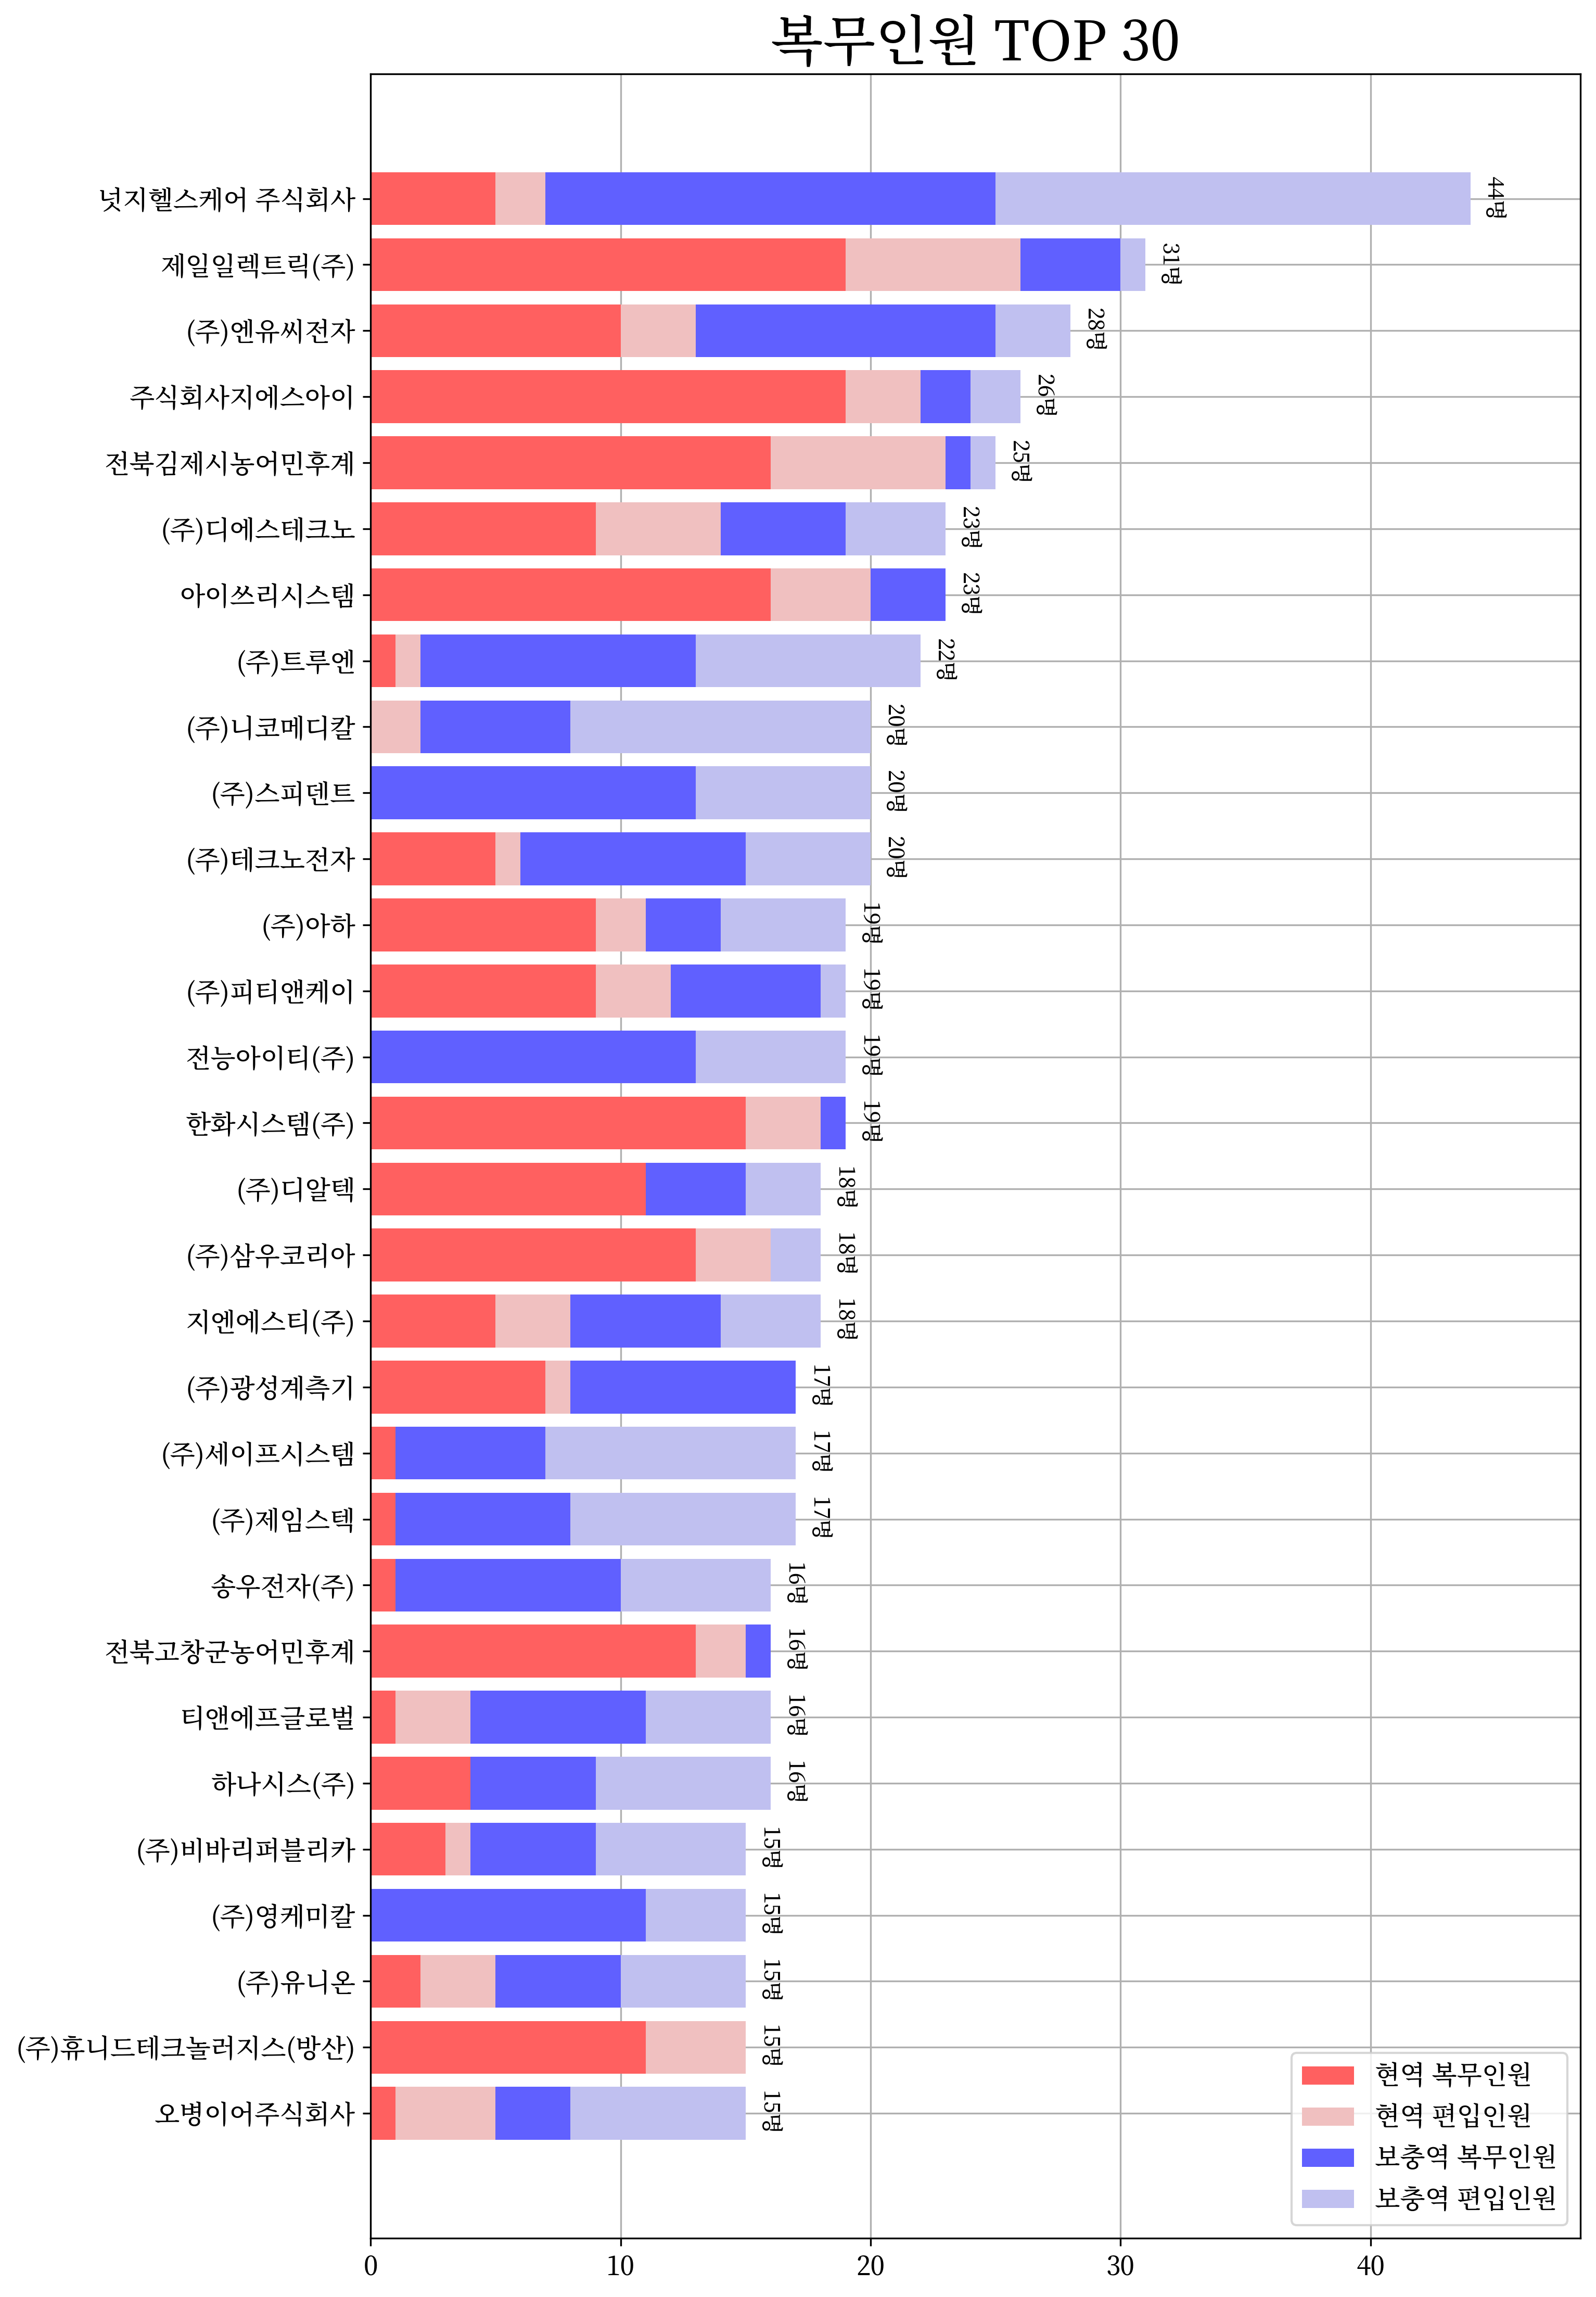 복무인원 TOP 30
넛지헬스케어 주식회사 44명
제일일렉트릭(주) 31명
(주)엔유씨전자 28명
주식회사지에스아이 26명
전북김제시농어민후계 25명
(주)디에스테크노 23명
아이쓰리시스템 23명
(주)트루엔 22명
(주)니코메디칼 20명
(주)스피덴트 20명
(주)테크노전자 20명
(주)아하 19명
(주)피티앤케이 19명
전능아이티(주) 19명
한화시스템(주) 19명
(주)디알텍 18명
(주)삼우코리아 18명
지엔에스티(주) 18명
(주)광성계측기 17명
(주)세이프시스템 17명
(주)제임스텍 17명
송우전자(주) 16명
전북고창군농어민후계 16명
티앤에프글로벌 16명
하나시스(주) 16명
(주)비바리퍼블리카 15명
(주)영케미칼 15명
(주)유니온 15명
(주)휴니드테크놀러지스(방산) 15명
오병이어주식회사 15명
현역 복무인원
현역 편입인원
보충역 복무인원
보충역 편입인원
0 10 20 30 40